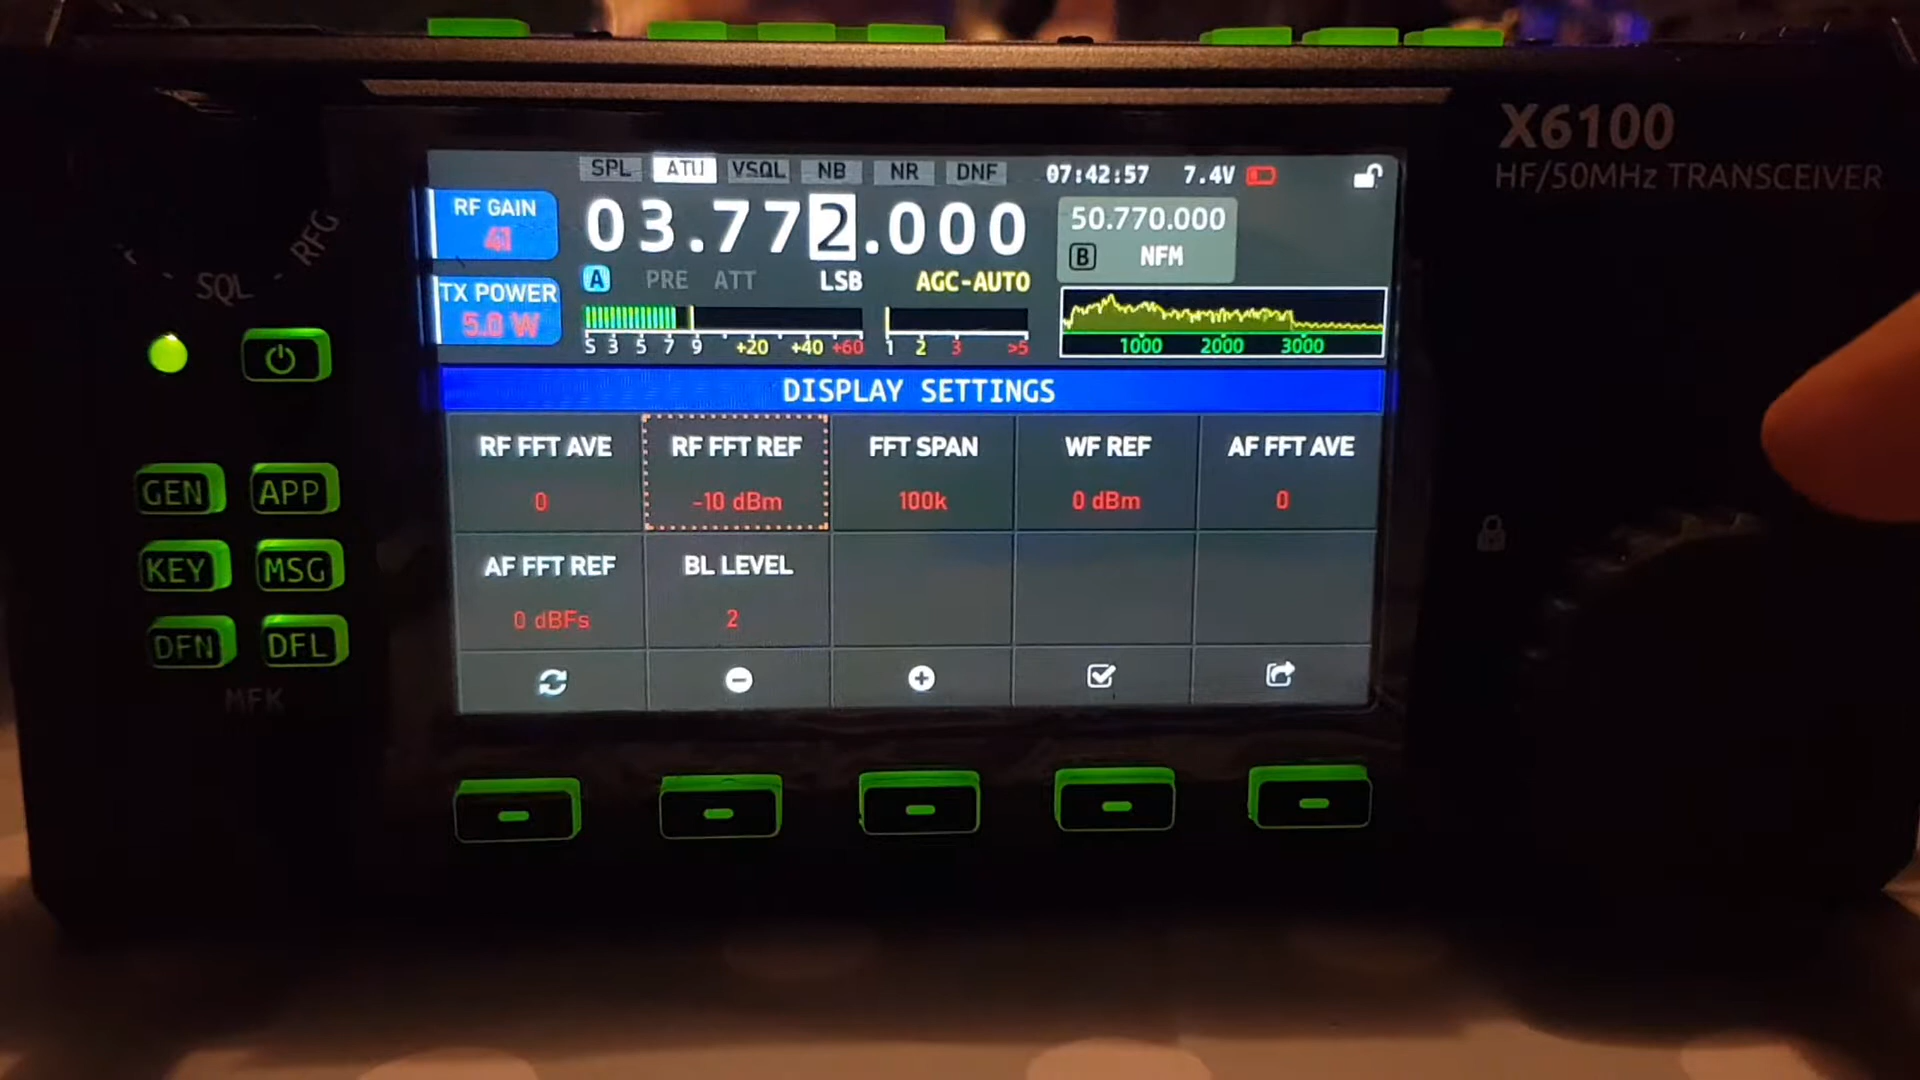 X6100
HF/50MHz TRANSCEIVER
SPL ATU VSQL NB NR DNF 07:42:57 7.4V
RF GAIN
41
03.772.000
50.770.000
B NFM
A PRE ATT LSB AGC-AUTO
TX POWER
5.0 W
S 3 5 7 9 +20 +40 +60
1 2 3 >5
1000 2000 3000
RFG
SQL
DISPLAY SETTINGS
RF FFT AVE RF FFT REF FFT SPAN WF REF AF FFT AVE
0 -10 dBm 100k 0 dBm 0
AF FFT REF BL LEVEL
0 dBFs 2
GEN APP
KEY MSG
DFN DFL
MFK